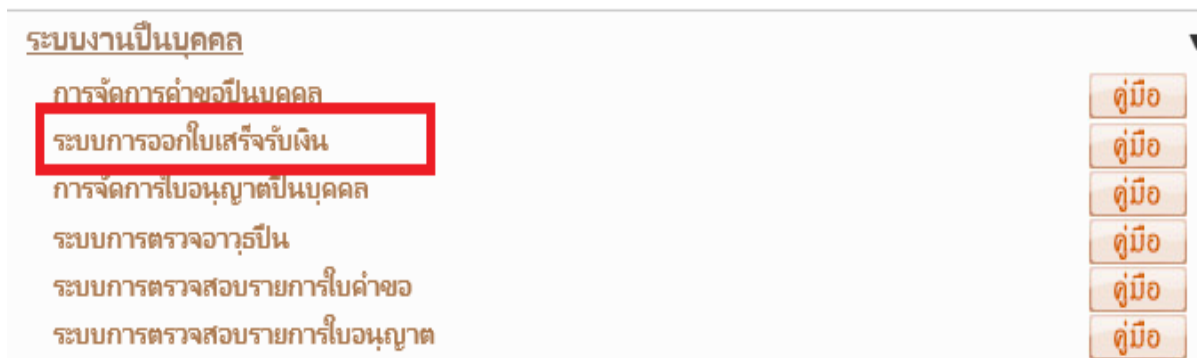 ระบบงานปืนบุคคล
การจัดการคำขอปืนบุคคล คู่มือ
ระบบการออกใบเสร็จรับเงิน คู่มือ
การจัดการใบอนุญาตปืนบุคคล คู่มือ
ระบบการตรวจอาวุธปืน คู่มือ
ระบบการตรวจสอบรายการใบคำขอ คู่มือ
ระบบการตรวจสอบรายการใบอนุญาต คู่มือ